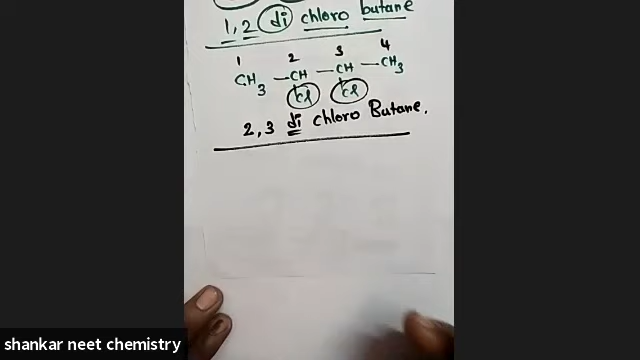 1, 2 di chloro butane
1 2 3 4
CH3 — CH — CH — CH3
Cl Cl
2, 3 di chloro Butane.
shankar neet chemistry